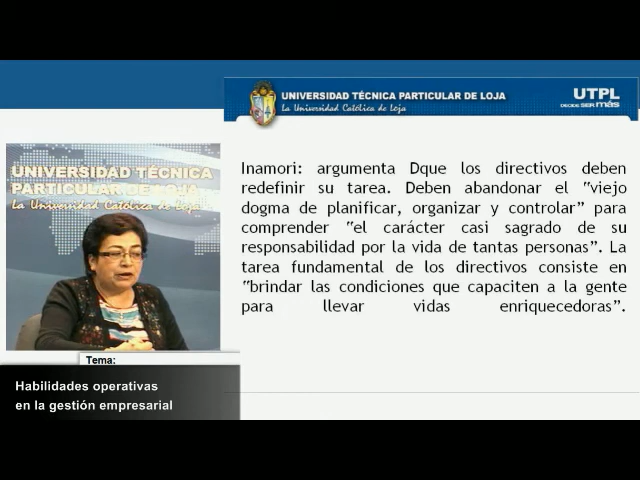 UNIVERSIDAD TÉCNICA PARTICULAR DE LOJA
La Universidad Católica de Loja
UTPL
DECIDE SER más
UNIVERSIDAD TÉCNICA
PARTICULAR DE LOJA
La Universidad Católica de Loja
Inamori: argumenta Dque los directivos deben
redefinir su tarea. Deben abandonar el "viejo
dogma de planificar, organizar y controlar" para
comprender "el carácter casi sagrado de su
responsabilidad por la vida de tantas personas". La
tarea fundamental de los directivos consiste en
"brindar las condiciones que capaciten a la gente
para llevar vidas enriquecedoras".
Tema:
Habilidades operativas
en la gestión empresarial